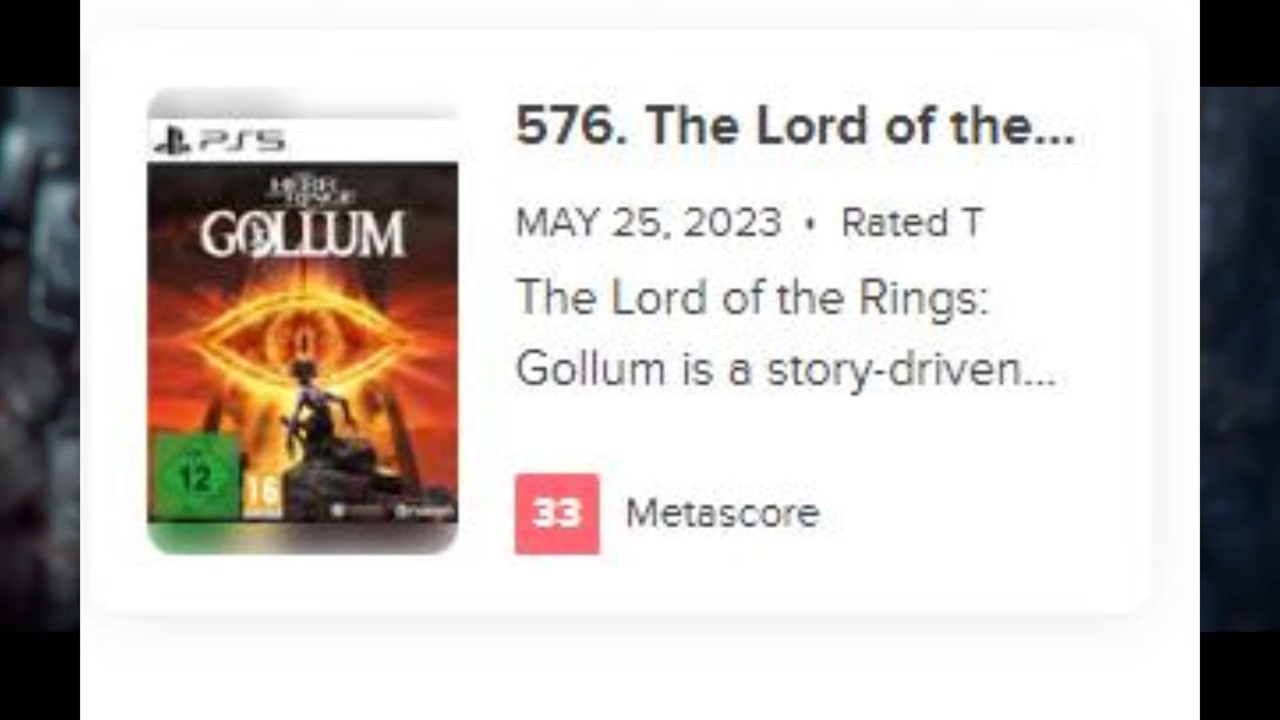 PS5
GOLLUM
12
16
576. The Lord of the...
MAY 25, 2023 • Rated T
The Lord of the Rings:
Gollum is a story-driven...
33 Metascore